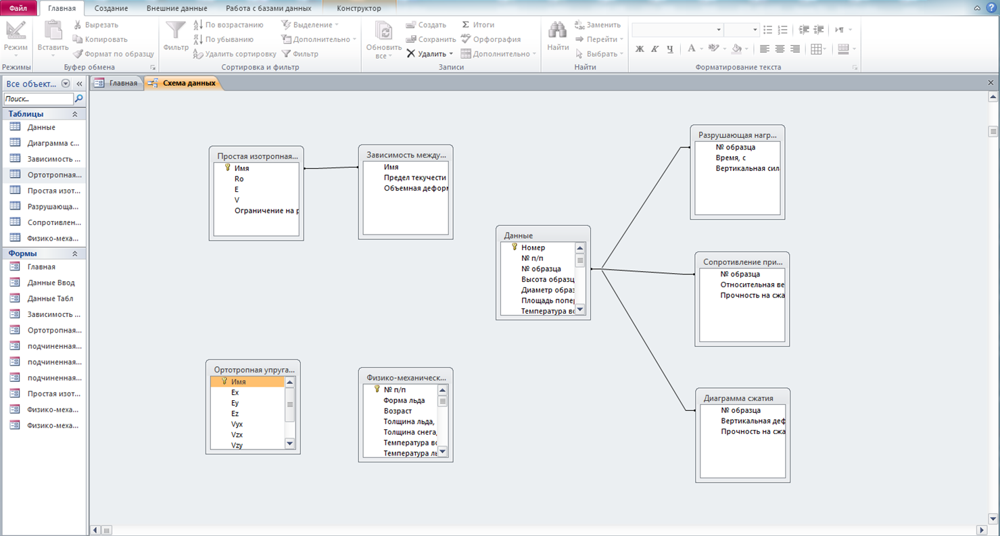 Файл Главная Создание Внешние данные Работа с базами данных Конструктор
Режим
Режимы
Вставить
Вырезать
Копировать
Формат по образцу
Буфер обмена
Фильтр
По возрастанию
По убыванию
Удалить сортировку
Выделение
Дополнительно
Фильтр
Сортировка и фильтр
Обновить
все
Создать
Сохранить
Удалить
Итоги
Орфография
Дополнительно
Записи
Найти
abac Заменить
Перейти
Выбрать
Найти
Ж К Ч А aby
Форматирование текста
Все объект... «
Поиск...
Таблицы
Данные
Диаграмма с...
Зависимость ...
Ортотропная...
Простая изот...
Разрушающа...
Сопротивлен...
Физико-меха...
Формы
Главная
Данные Ввод
Данные Табл
Зависимость ...
Ортотропная...
подчиненная...
подчиненная...
подчиненная...
Простая изот...
Физико-меха...
Физико-меха...
Главная Схема данных
Простая изотропная...
Имя
Ro
E
V
Ограничение на р
Зависимость между...
Имя
Предел текучести
Объемная дефор
Данные
Номер
№ п/п
№ образца
Высота образц
Диаметр образ
Площадь попер
Температура во
Разрушающая нагр...
№ образца
Время, с
Вертикальная сил
Сопротивление при...
№ образца
Относительная ве
Прочность на сжа
Диаграмма сжатия
№ образца
Вертикальная деф
Прочность на сжа
Ортотропная упруга...
Имя
Ex
Ey
Ez
Vyx
Vzx
Vzy
Физико-механическ...
№ п/п
Форма льда
Возраст
Толщина льда,
Толщина снега,
Температура во
Температура ль